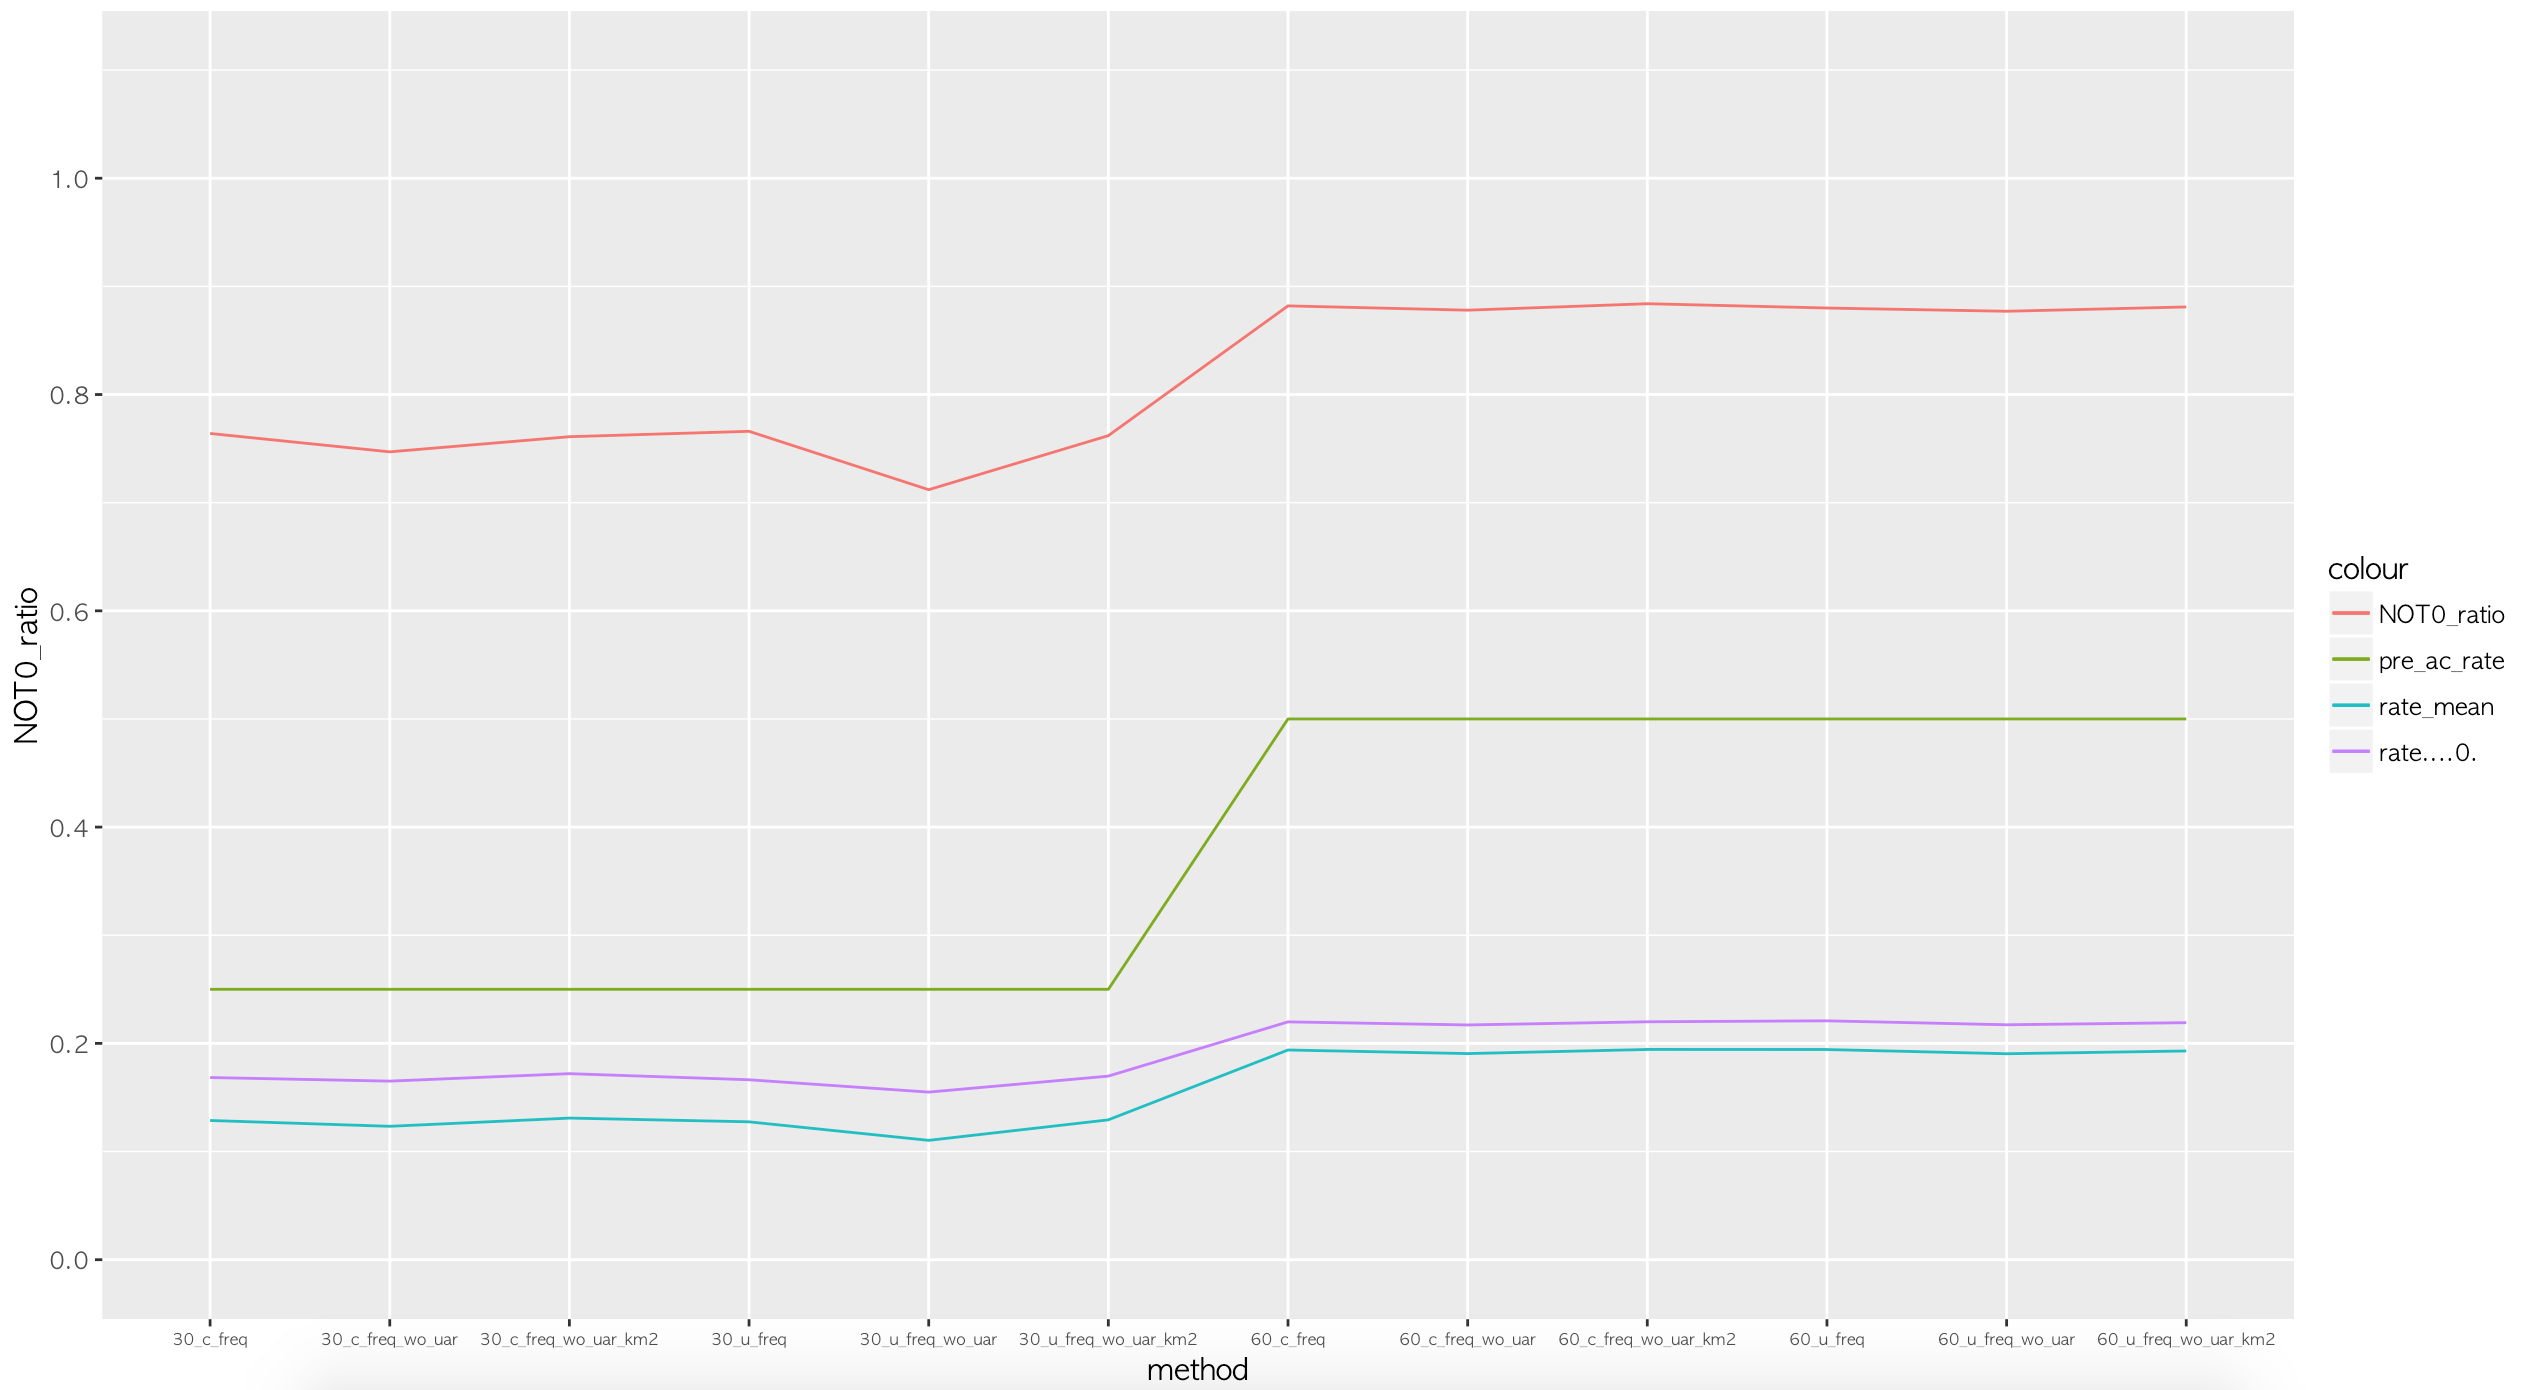 NOT0_ratio
1.0
0.8
0.6
0.4
0.2
0.0
30_c_freq 30_c_freq_wo_uar 30_c_freq_wo_uar_km2 30_u_freq 30_u_freq_wo_uar 30_u_freq_wo_uar_km2 60_c_freq 60_c_freq_wo_uar 60_c_freq_wo_uar_km2 60_u_freq 60_u_freq_wo_uar 60_u_freq_wo_uar_km2
method
colour
NOT0_ratio
pre_ac_rate
rate_mean
rate....0.